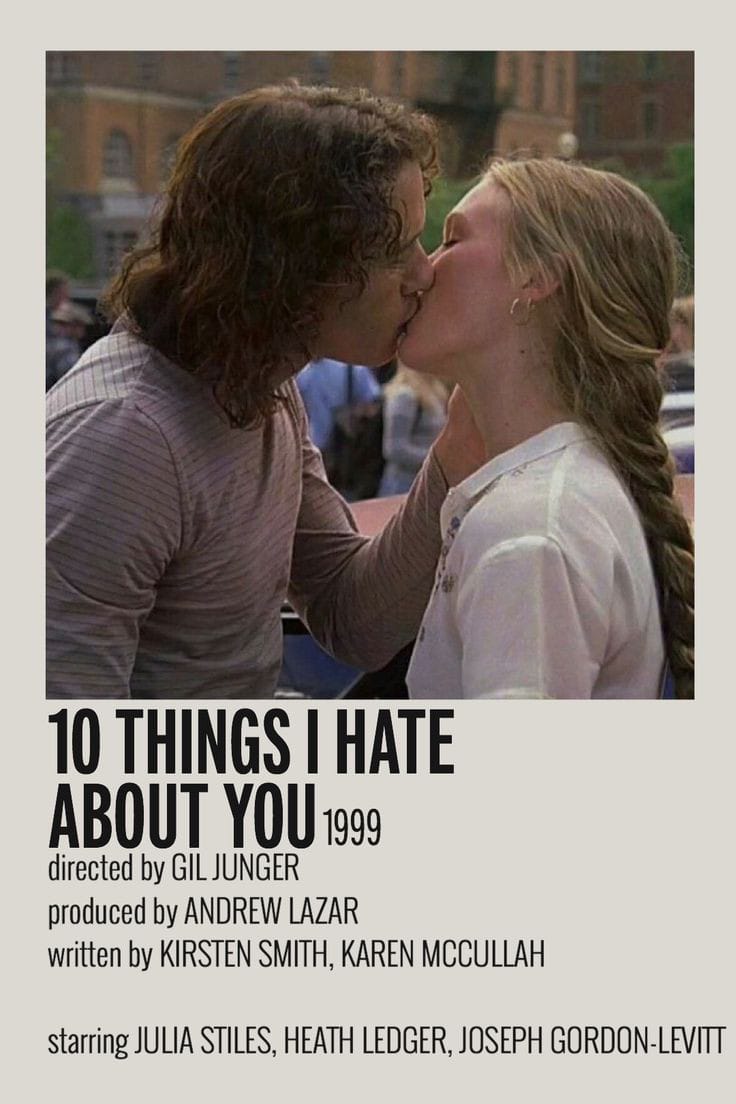 10 THINGS I HATE
ABOUT YOU 1999
directed by GIL JUNGER
produced by ANDREW LAZAR
written by KIRSTEN SMITH, KAREN MCCULLAH
starring JULIA STILES, HEATH LEDGER, JOSEPH GORDON-LEVITT